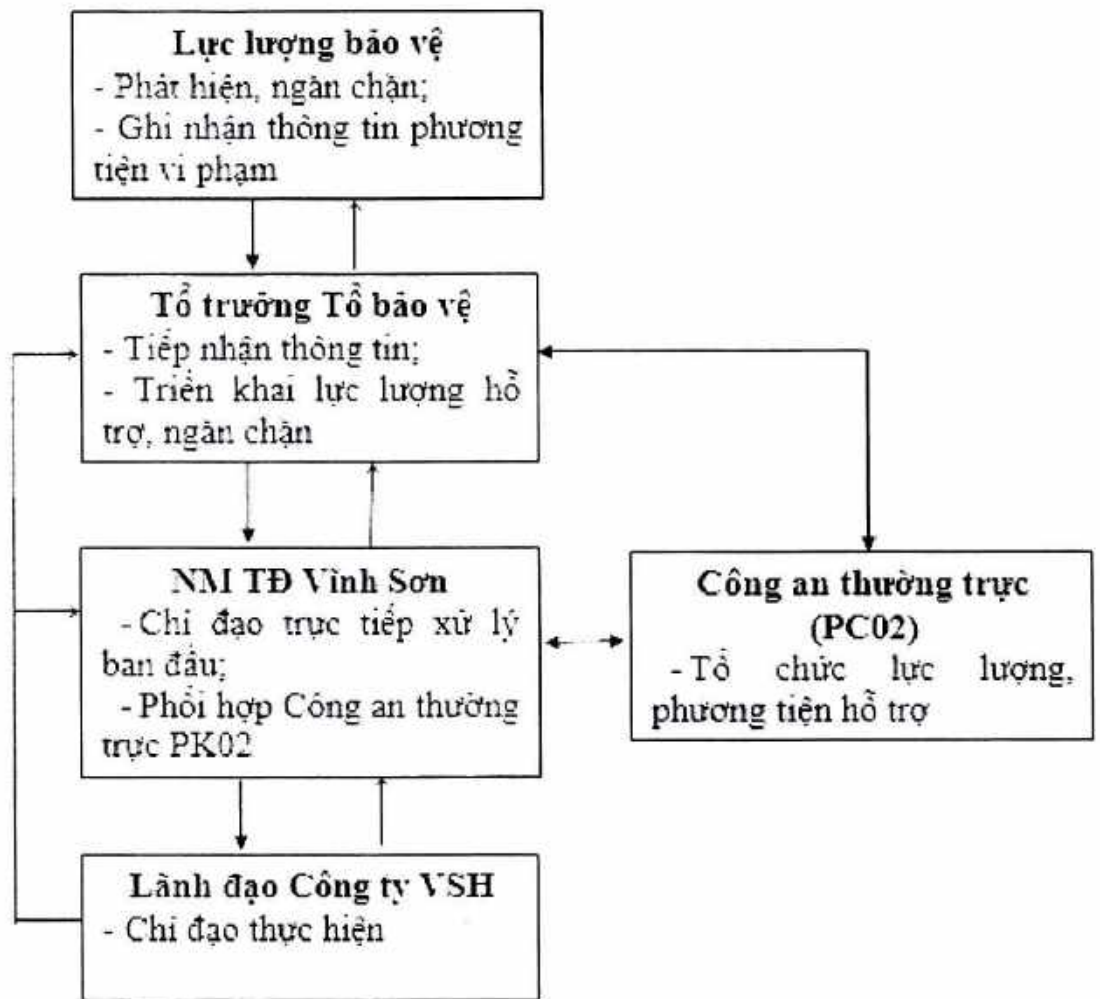 Lực lượng bảo vệ
- Phát hiện, ngăn chặn;
- Ghi nhận thông tin phương
tiện vi phạm
Tổ trưởng Tổ bảo vệ
- Tiếp nhận thông tin;
- Triển khai lực lượng hỗ
trợ, ngăn chặn
NM TĐ Vĩnh Sơn
- Chỉ đạo trực tiếp xử lý
ban đầu;
- Phối hợp Công an thường
trực PK02
Công an thường trực
(PC02)
- Tổ chức lực lượng,
phương tiện hỗ trợ
Lãnh đạo Công ty VSH
- Chỉ đạo thực hiện